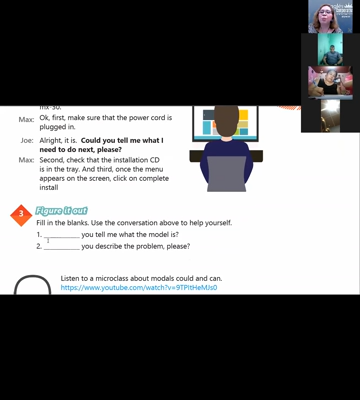 mx-30.
Max: Ok, first, make sure that the power cord is
plugged in.
Joe: Alright, it is. Could you tell me what I
need to do next, please?
Max: Second, check that the installation CD
is in the tray. And third, once the menu
appears on the screen, click on complete
install
3 Figure it out
Fill in the blanks. Use the conversation above to help yourself.
1. __________ you tell me what the model is?
2. __________ you describe the problem, please?
Listen to a microclass about modals could and can.
https://www.youtube.com/watch?v=9TPItHeMJs0